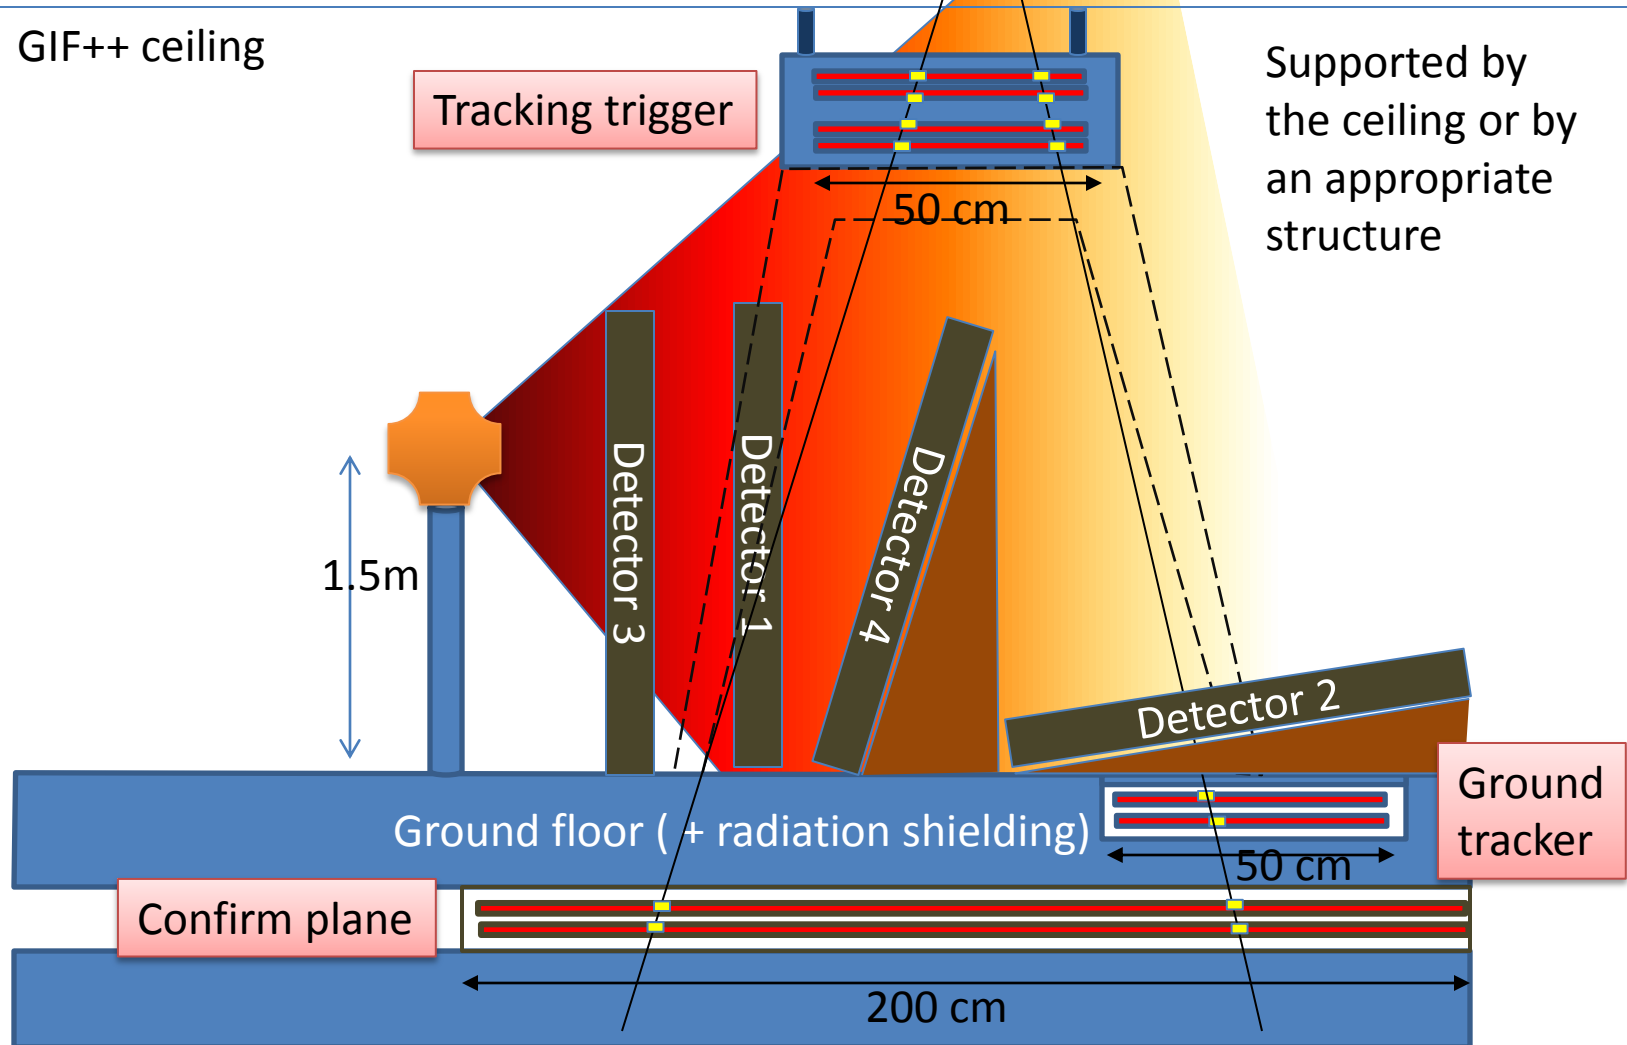 GIF++ ceiling
Tracking trigger
Supported by
the ceiling or by
an appropriate
structure
50 cm
Detector 3
Detector 1
Detector 4
1.5m
Detector 2
Ground floor ( + radiation shielding)
Ground
tracker
50 cm
Confirm plane
200 cm